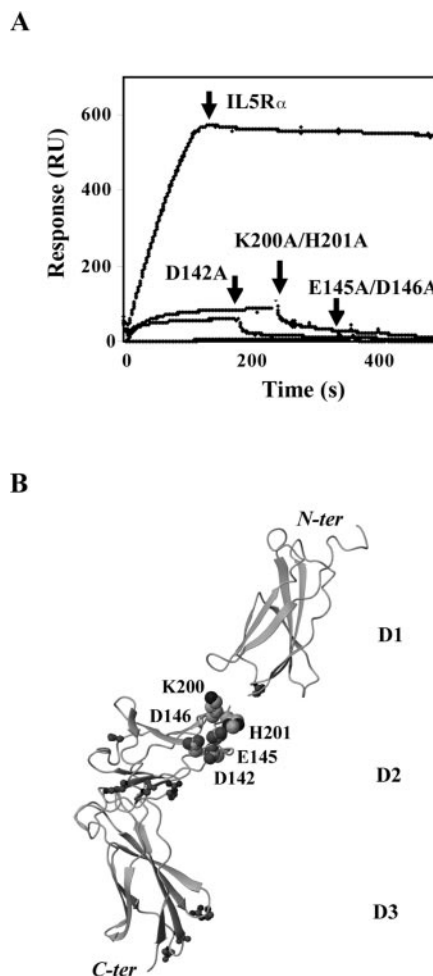 A
600
400
200
0
Response (RU)
IL5Rα
K200A/H201A
D142A
E145A/D146A
0 200 400
Time (s)
B
N-ter
D1
K200
D146
H201
E145
D142
D2
D3
C-ter